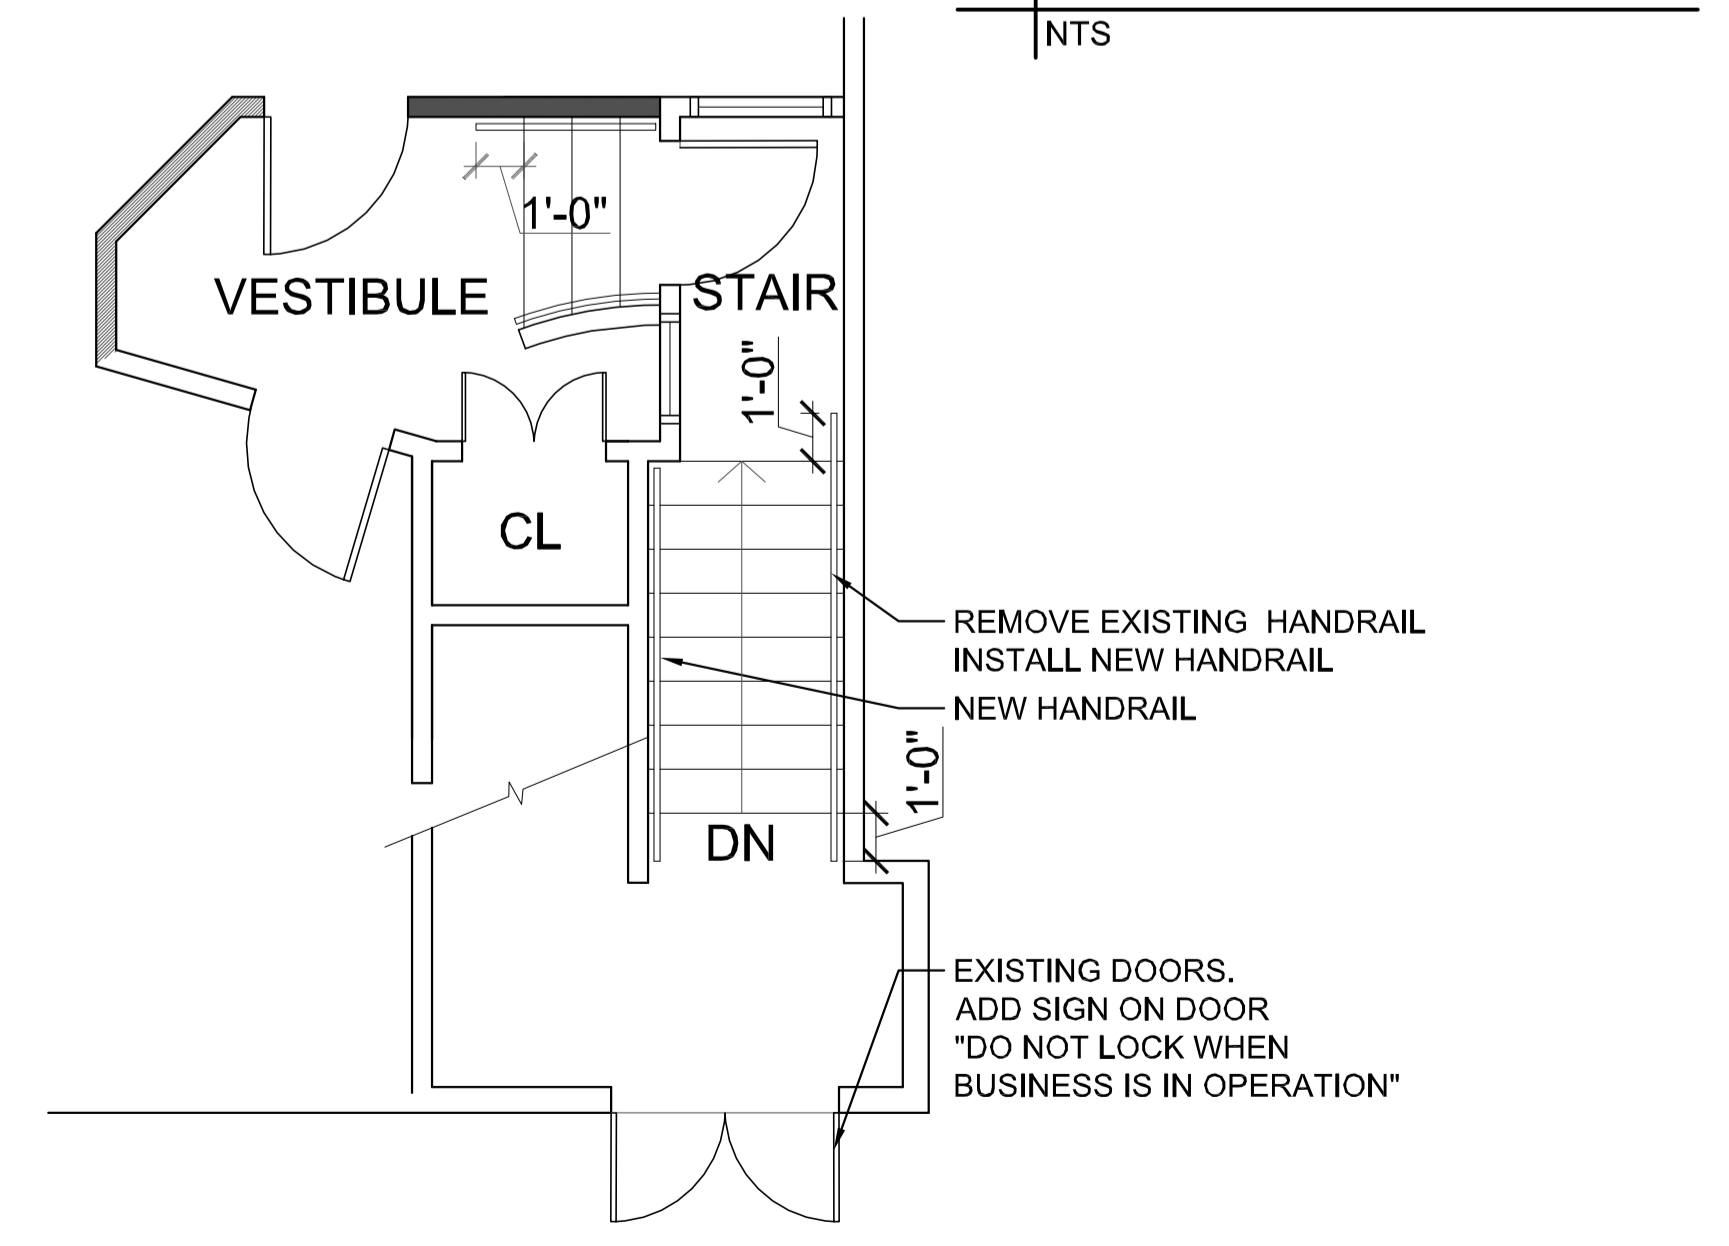 NTS
1'-0"
VESTIBULE
STAIR
1'-0"
CL
REMOVE EXISTING HANDRAIL
INSTALL NEW HANDRAIL
NEW HANDRAIL
1'-0"
DN
EXISTING DOORS.
ADD SIGN ON DOOR
"DO NOT LOCK WHEN
BUSINESS IS IN OPERATION"